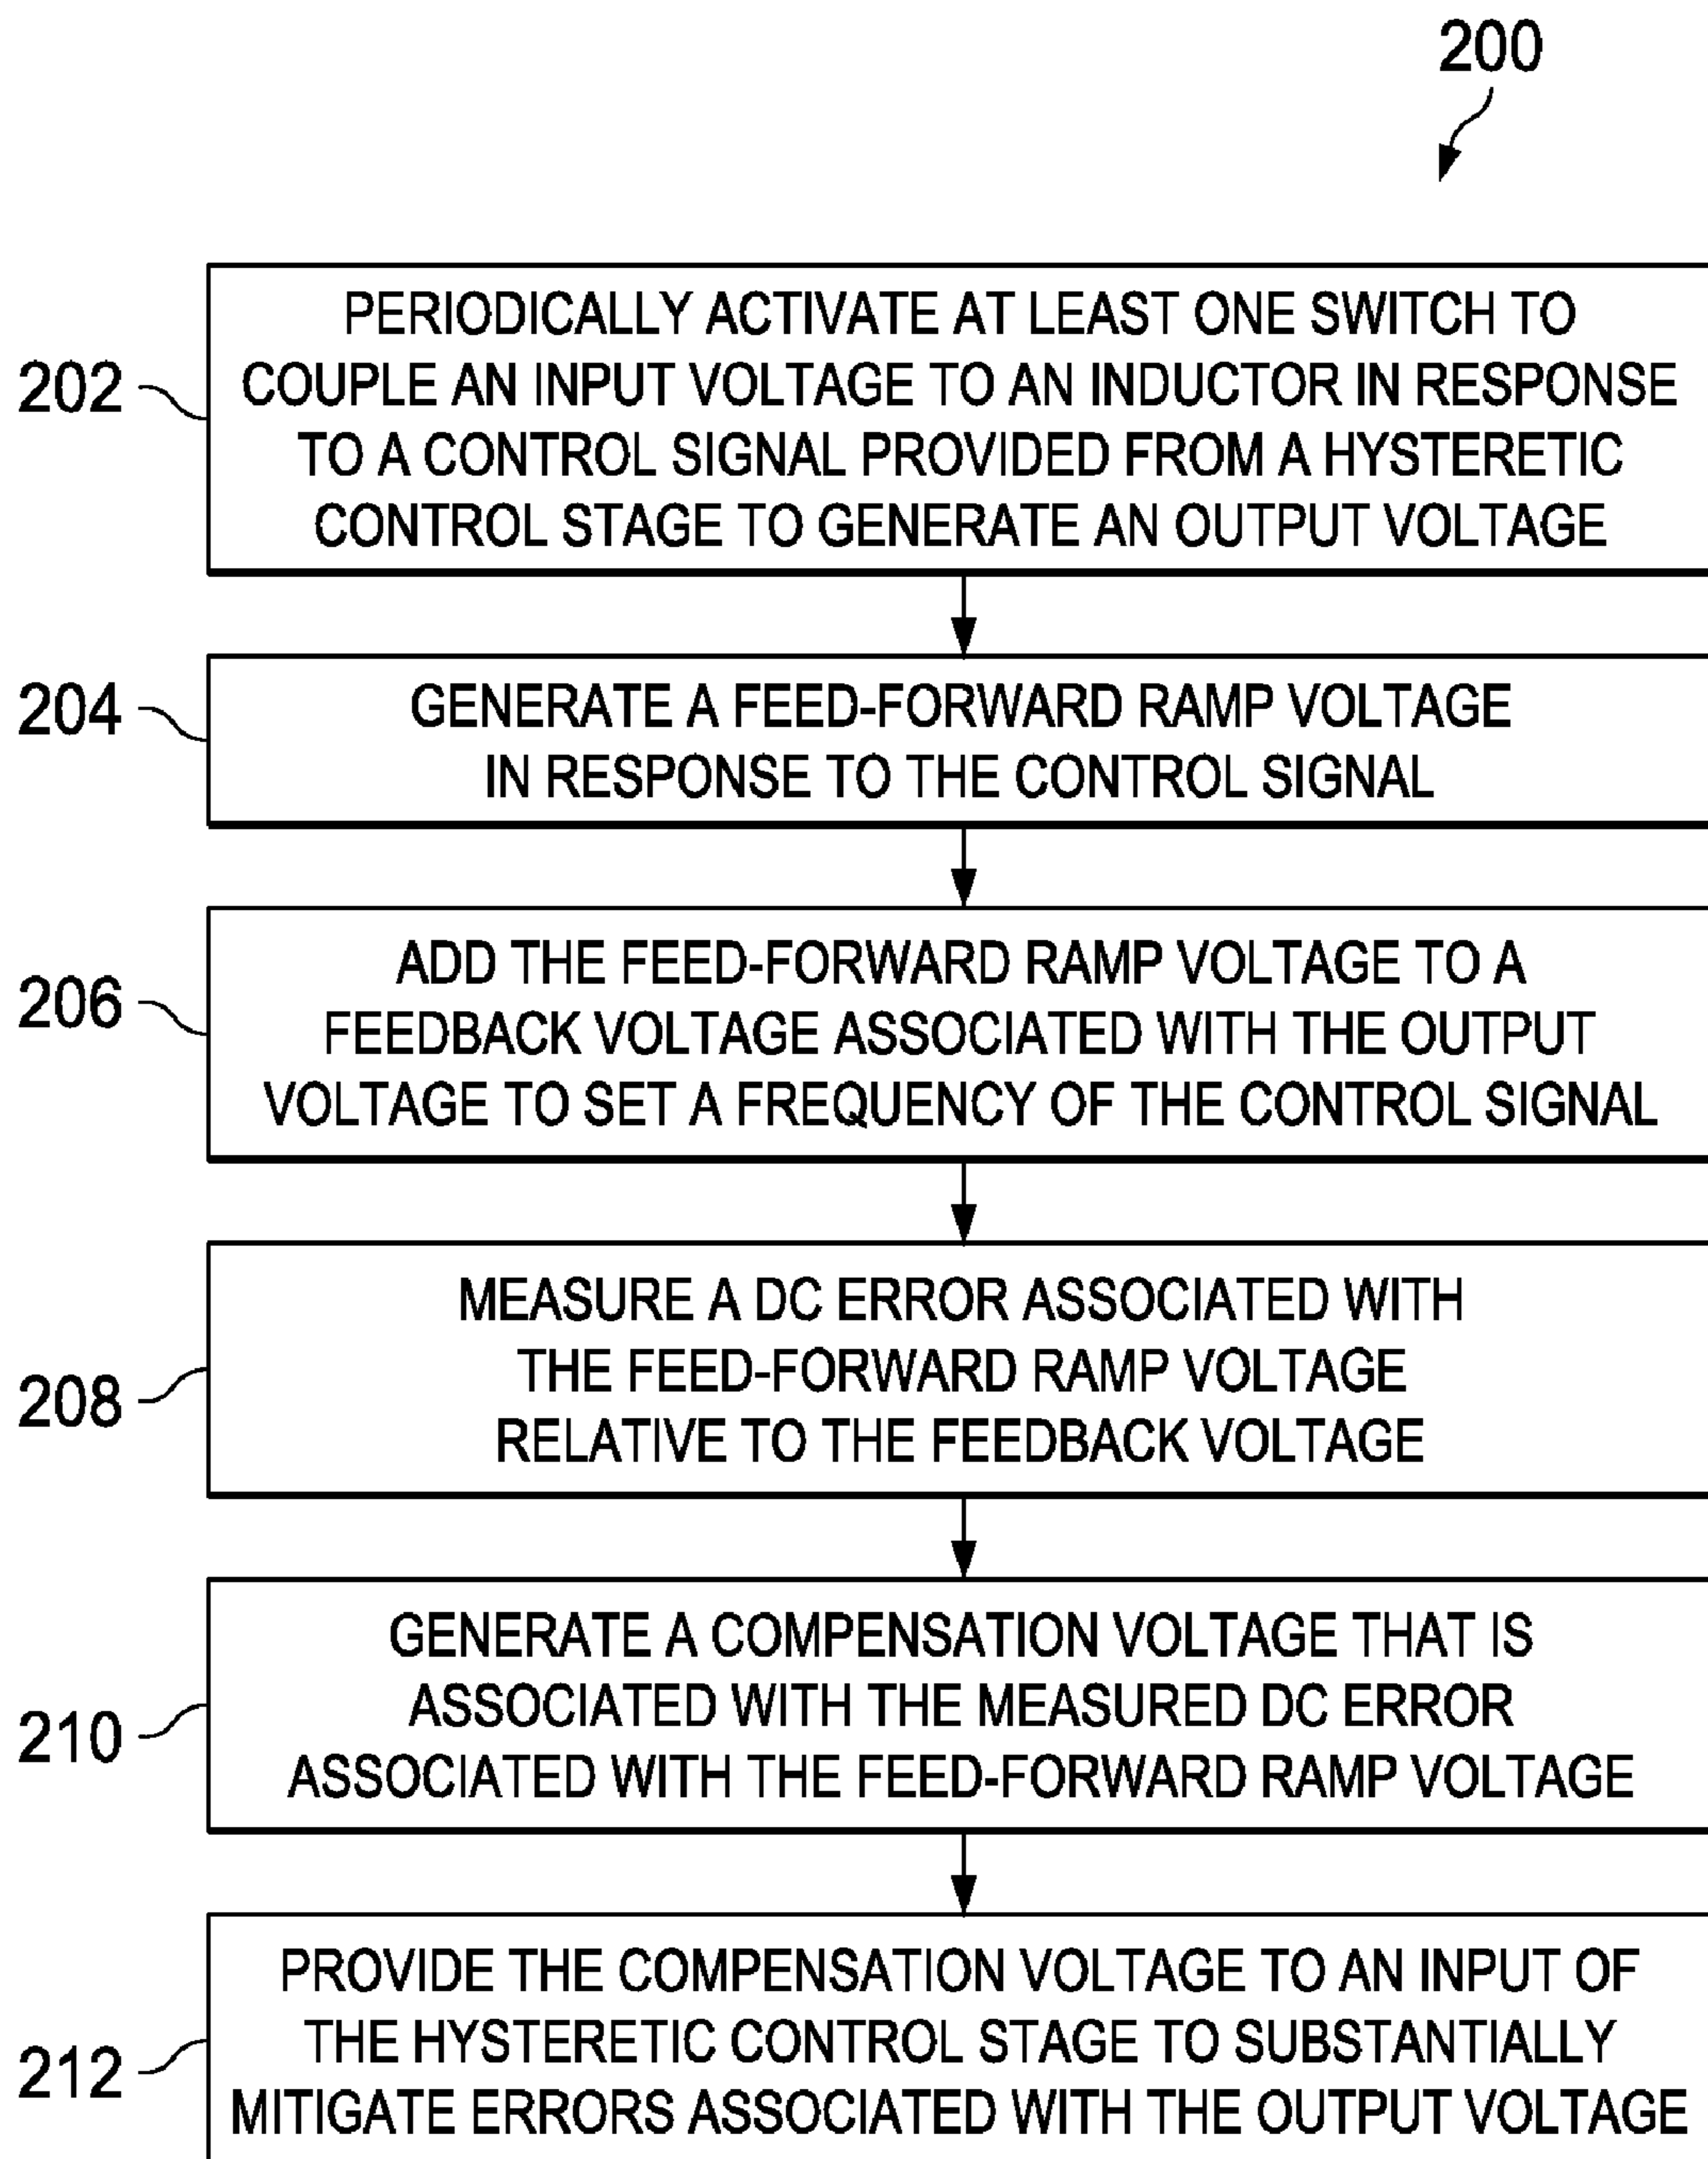 200
202
PERIODICALLY ACTIVATE AT LEAST ONE SWITCH TO
COUPLE AN INPUT VOLTAGE TO AN INDUCTOR IN RESPONSE
TO A CONTROL SIGNAL PROVIDED FROM A HYSTERETIC
CONTROL STAGE TO GENERATE AN OUTPUT VOLTAGE
204
GENERATE A FEED-FORWARD RAMP VOLTAGE
IN RESPONSE TO THE CONTROL SIGNAL
206
ADD THE FEED-FORWARD RAMP VOLTAGE TO A
FEEDBACK VOLTAGE ASSOCIATED WITH THE OUTPUT
VOLTAGE TO SET A FREQUENCY OF THE CONTROL SIGNAL
208
MEASURE A DC ERROR ASSOCIATED WITH
THE FEED-FORWARD RAMP VOLTAGE
RELATIVE TO THE FEEDBACK VOLTAGE
210
GENERATE A COMPENSATION VOLTAGE THAT IS
ASSOCIATED WITH THE MEASURED DC ERROR
ASSOCIATED WITH THE FEED-FORWARD RAMP VOLTAGE
212
PROVIDE THE COMPENSATION VOLTAGE TO AN INPUT OF
THE HYSTERETIC CONTROL STAGE TO SUBSTANTIALLY
MITIGATE ERRORS ASSOCIATED WITH THE OUTPUT VOLTAGE